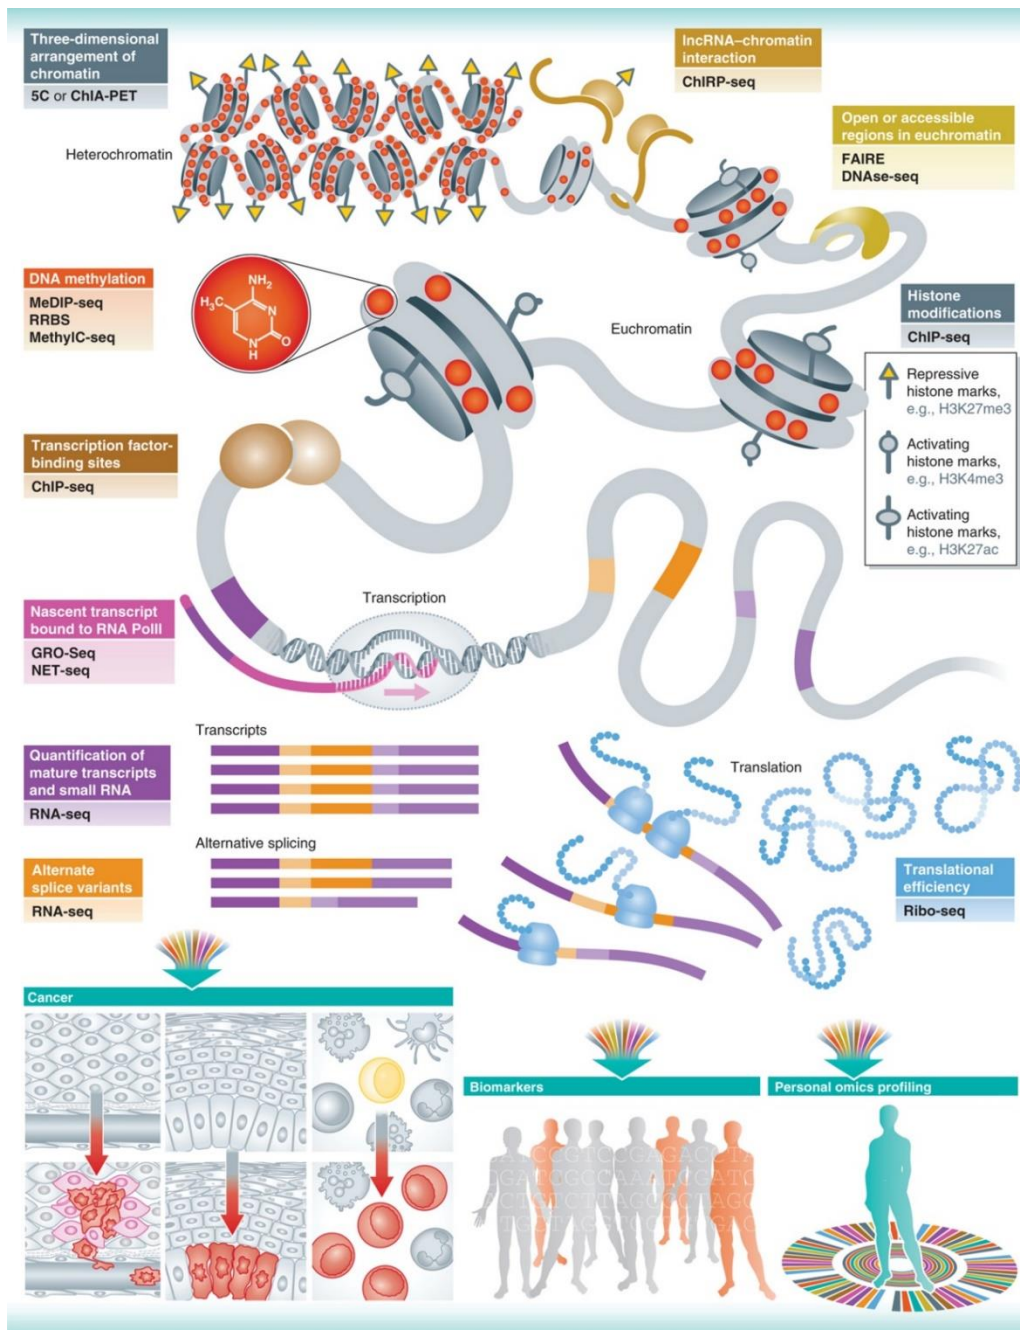 Three-dimensional
arrangement of
chromatin
5C or ChIA-PET
Heterochromatin
lncRNA–chromatin
interaction
ChIRP-seq
Open or accessible
regions in euchromatin
FAIRE
DNAse-seq
DNA methylation
MeDIP-seq
RRBS
MethylC-seq
NH₂
H₃C
N
N
H
O
Euchromatin
Histone
modifications
ChIP-seq
Repressive
histone marks,
e.g., H3K27me3
Activating
histone marks,
e.g., H3K4me3
Activating
histone marks,
e.g., H3K27ac
Transcription factor-
binding sites
ChIP-seq
Transcription
Nascent transcript
bound to RNA PolII
GRO-Seq
NET-seq
Transcripts
Quantification of
mature transcripts
and small RNA
RNA-seq
Translation
Alternative splicing
Alternate
splice variants
RNA-seq
Translational
efficiency
Ribo-seq
Cancer
Biomarkers
Personal omics profiling